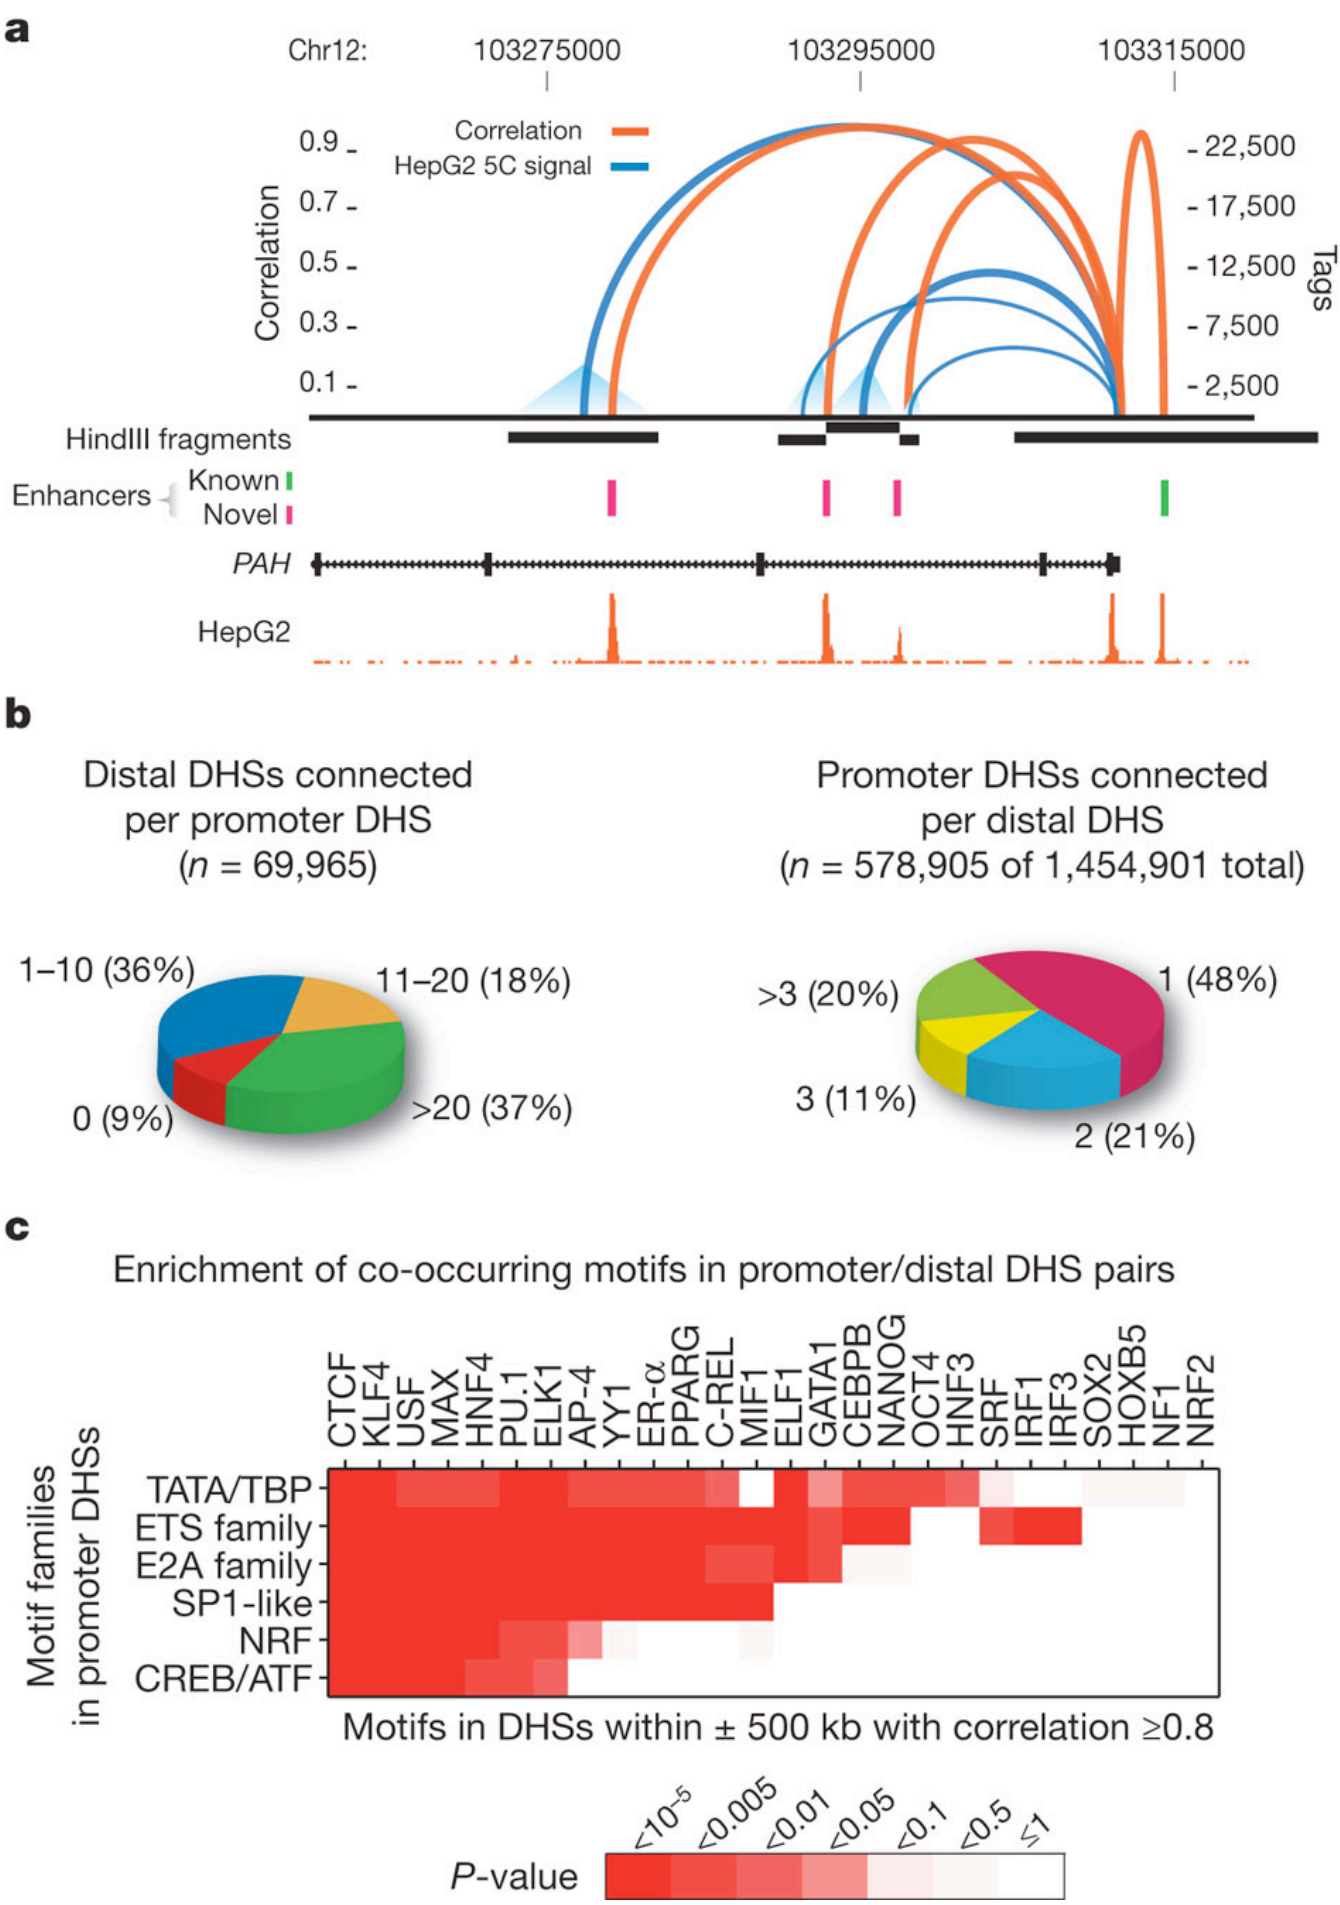 a
Chr12: 103275000 103295000 103315000
Correlation
HepG2 5C signal
Correlation
0.9
0.7
0.5
0.3
0.1
22,500
17,500
12,500
7,500
2,500
Tags
HindIII fragments
Enhancers
Known
Novel
PAH
HepG2
b
Distal DHSs connected
per promoter DHS
(n = 69,965)
1–10 (36%)
11–20 (18%)
0 (9%)
>20 (37%)
Promoter DHSs connected
per distal DHS
(n = 578,905 of 1,454,901 total)
>3 (20%)
1 (48%)
3 (11%)
2 (21%)
c
Enrichment of co-occurring motifs in promoter/distal DHS pairs
CTCF
KLF4
USF
MAX
HNF4
PU.1
ELK1
AP-4
YY1
ER-α
PPARG
C-REL
MIF1
ELF1
GATA1
CEBPB
NANOG
OCT4
HNF3
SRF
IRF1
IRF3
SOX2
HOXB5
NF1
NRF2
Motif families
in promoter DHSs
TATA/TBP
ETS family
E2A family
SP1-like
NRF
CREB/ATF
Motifs in DHSs within ± 500 kb with correlation ≥0.8
<10⁻⁵
<0.005
<0.01
<0.05
<0.1
<0.5
≤1
P-value